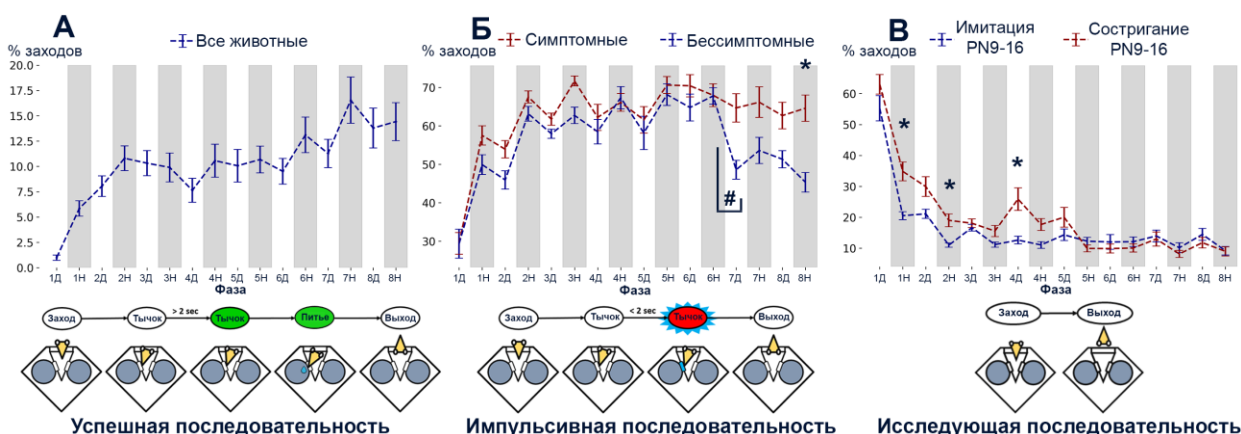 А
% заходов
Все животные
20.0
17.5
15.0
12.5
10.0
7.5
5.0
2.5
0.0
1Д 1Н 2Д 2Н 3Д 3Н 4Д 4Н 5Д 5Н 6Д 6Н 7Д 7Н 8Д 8Н
Фаза
Заход Тычок > 2 sec Тычок Питье Выход
Успешная последовательность
Б
% заходов
Симптомные Бессимптомные
70
60
50
40
30
*
#
1Д 1Н 2Д 2Н 3Д 3Н 4Д 4Н 5Д 5Н 6Д 6Н 7Д 7Н 8Д 8Н
Фаза
Заход Тычок < 2 sec Тычок Выход
Импульсивная последовательность
В
% заходов
Имитация PN9-16
Состригание PN9-16
60
50
40
30
20
10
* * *
1Д 1Н 2Д 2Н 3Д 3Н 4Д 4Н 5Д 5Н 6Д 6Н 7Д 7Н 8Д 8Н
Фаза
Заход Выход
Исследующая последовательность